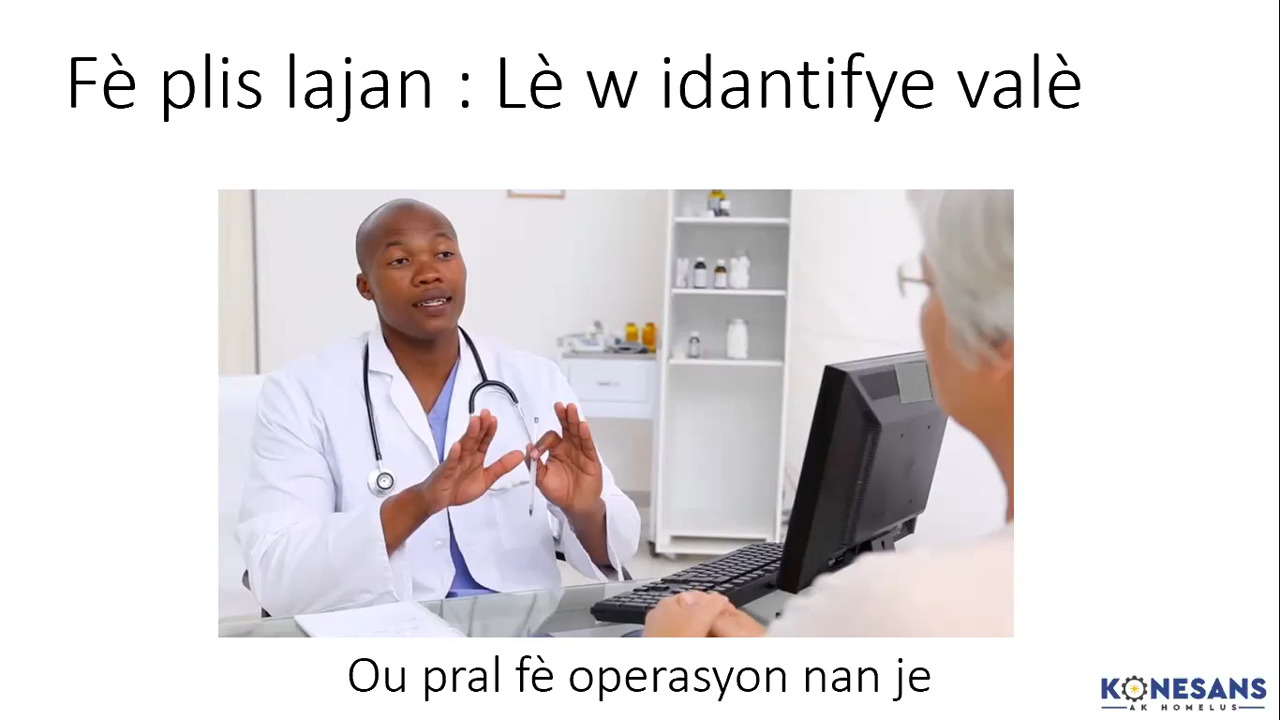 Fè plis lajan : Lè w idantifye valè
Ou pral fè operasyon nan je
KONESANS
AK HOMELUS